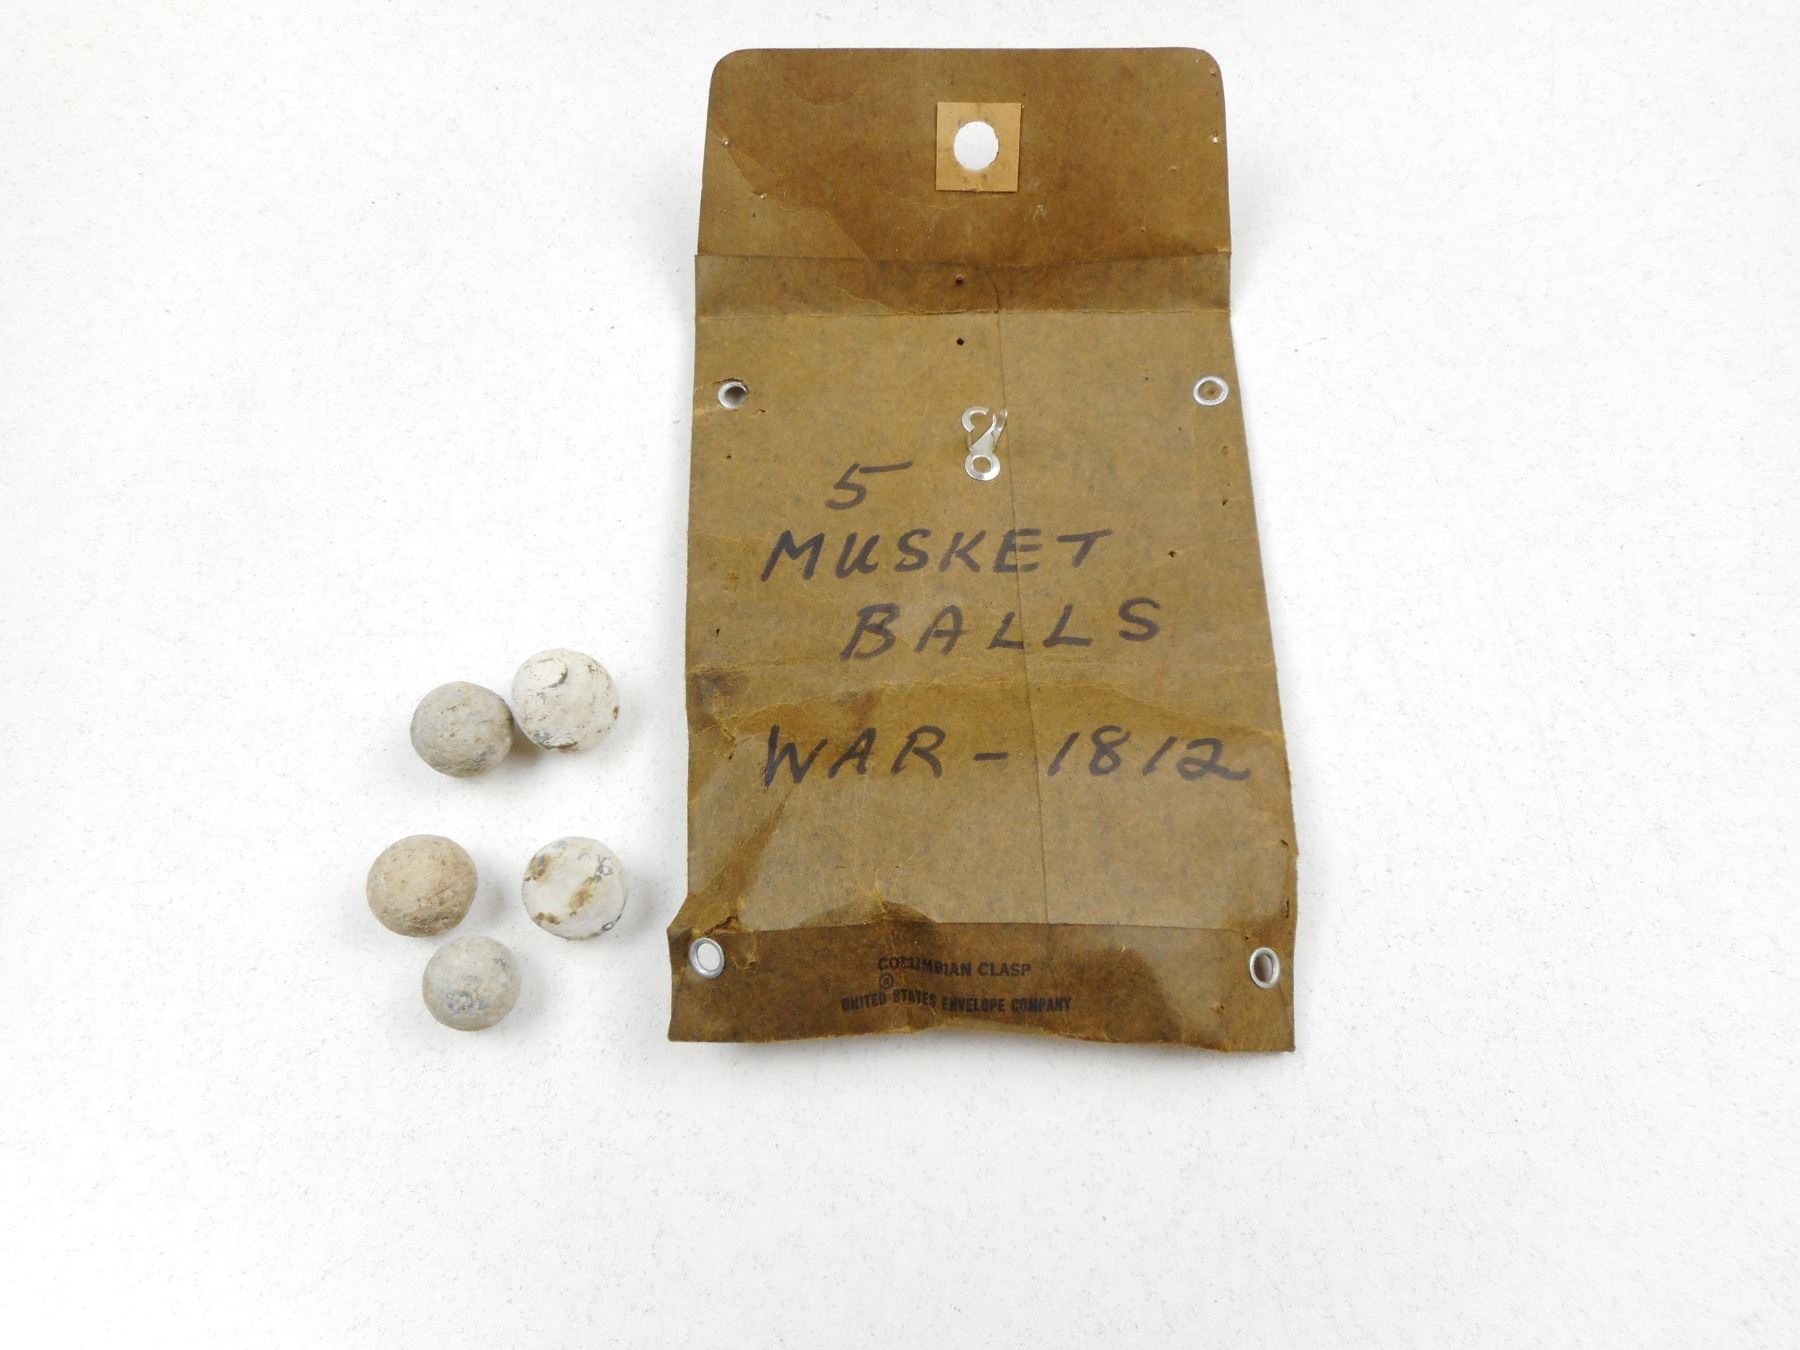 5
MUSKET
BALLS
WAR - 1812
COLUMBIAN CLASP
®
UNITED STATES ENVELOPE COMPANY